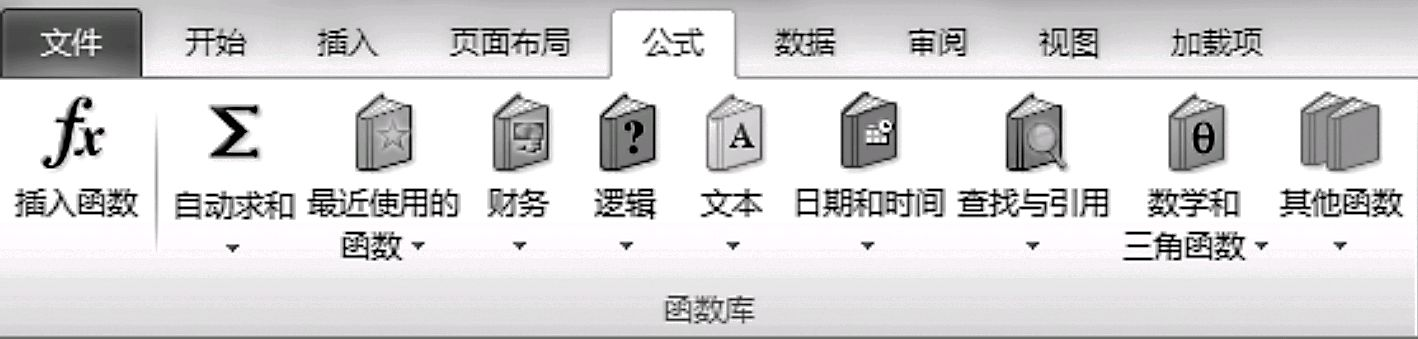 文件 开始 插入 页面布局 公式 数据 审阅 视图 加载项
fx Σ ? A θ
插入函数 自动求和 最近使用的 财务 逻辑 文本 日期和时间 查找与引用 数学和 其他函数
函数 三角函数
函数库